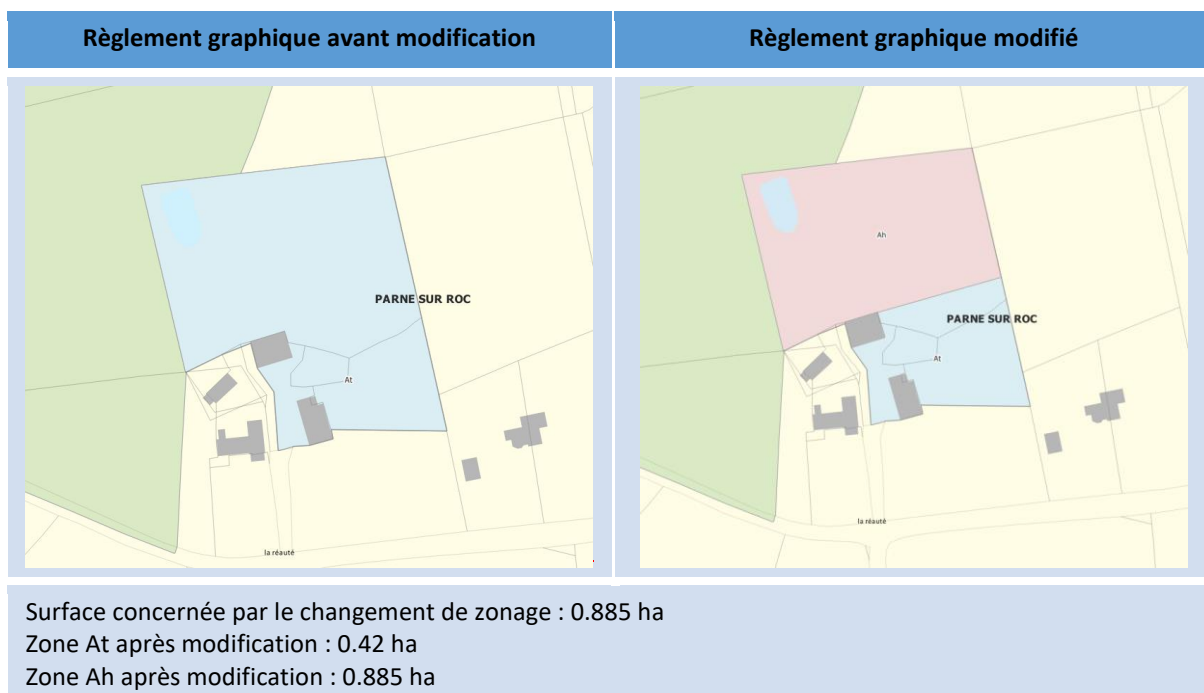 Règlement graphique avant modification
Règlement graphique modifié
PARNE SUR ROC
At
la réauté
Ah
PARNE SUR ROC
At
la réauté
Surface concernée par le changement de zonage : 0.885 ha
Zone At après modification : 0.42 ha
Zone Ah après modification : 0.885 ha